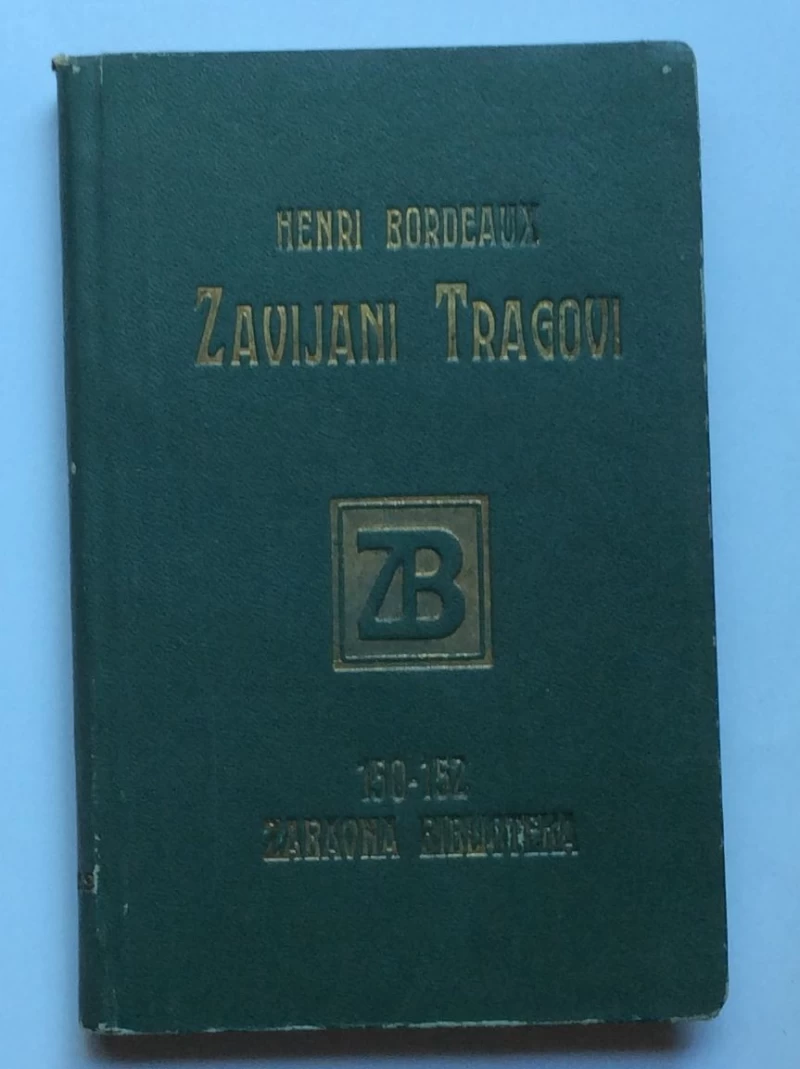 HENRI BORDEAUX
ZAVIJANI TRAGOVI
ZB
150-152
ZABAVNA BIBLIOTEKA